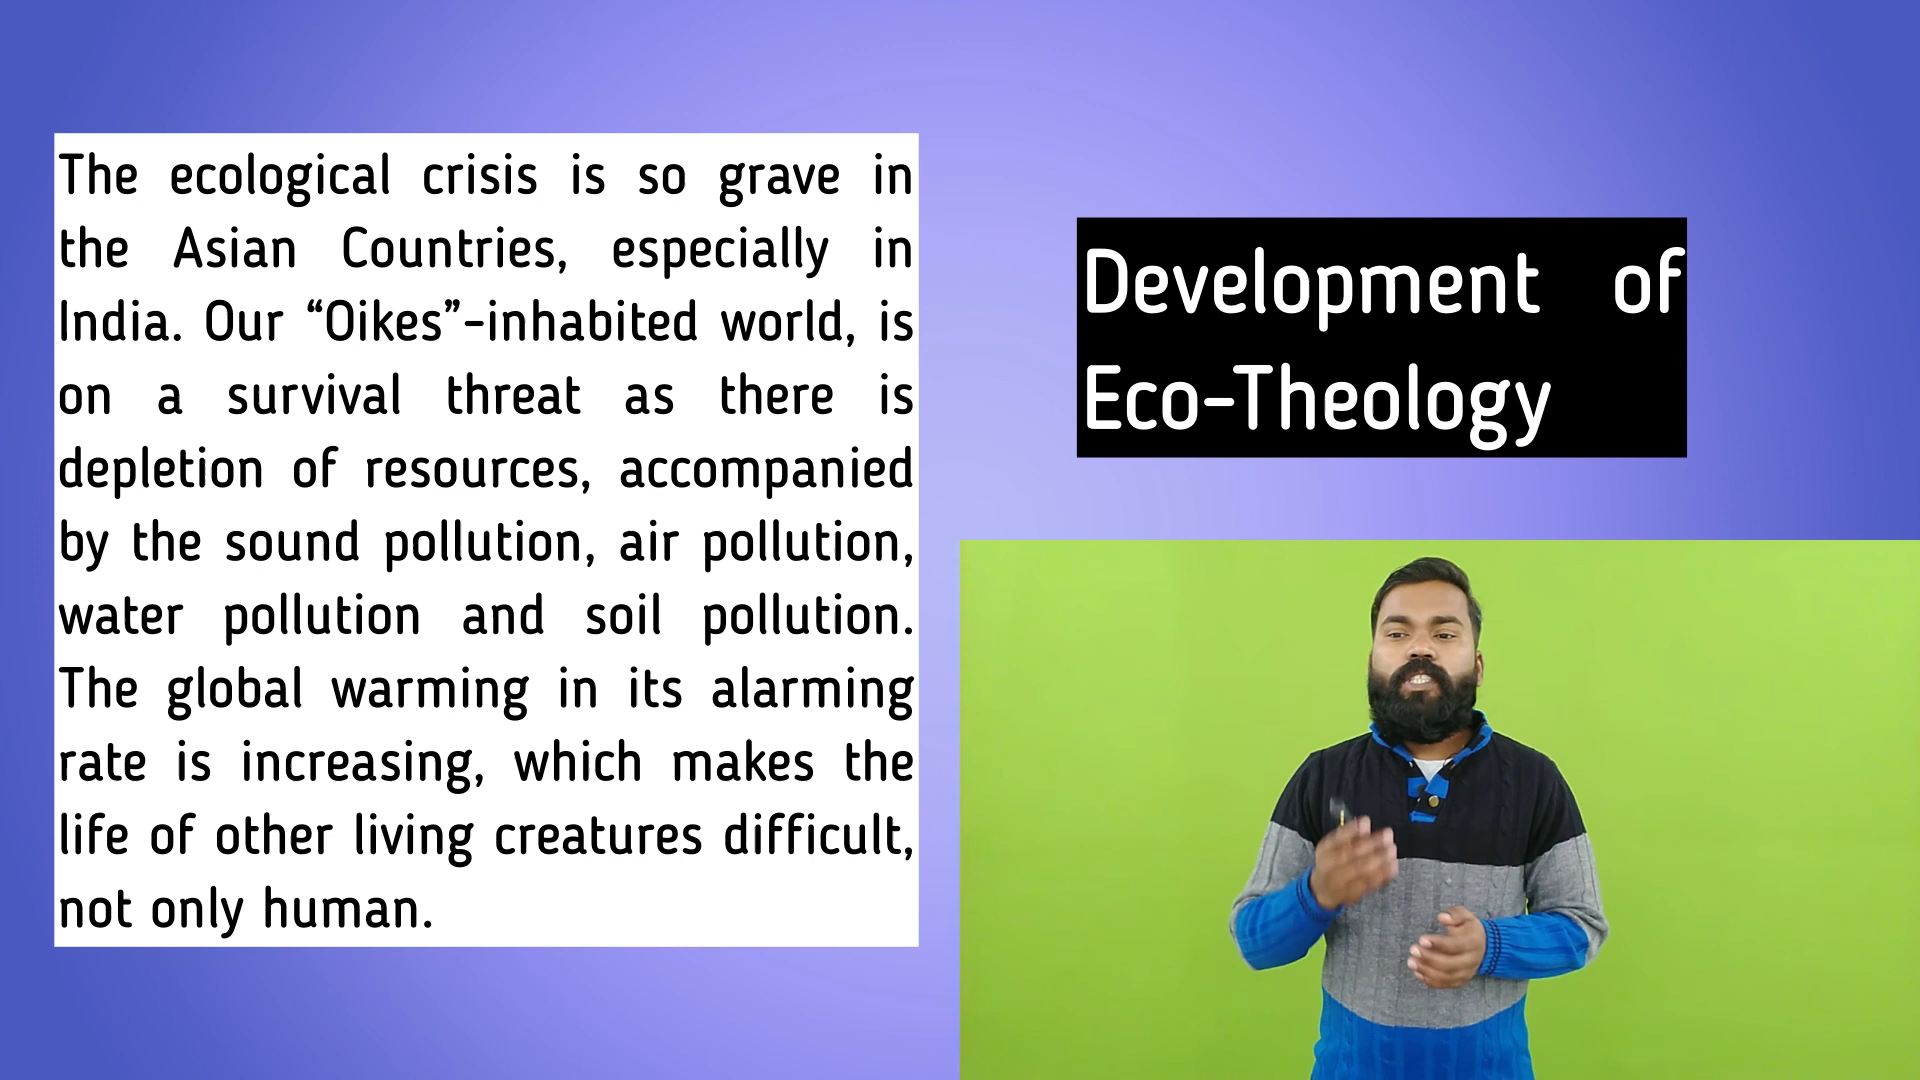 The ecological crisis is so grave in
the Asian Countries, especially in
India. Our “Oikes”-inhabited world, is
on a survival threat as there is
depletion of resources, accompanied
by the sound pollution, air pollution,
water pollution and soil pollution.
The global warming in its alarming
rate is increasing, which makes the
life of other living creatures difficult,
not only human.
Development of
Eco-Theology